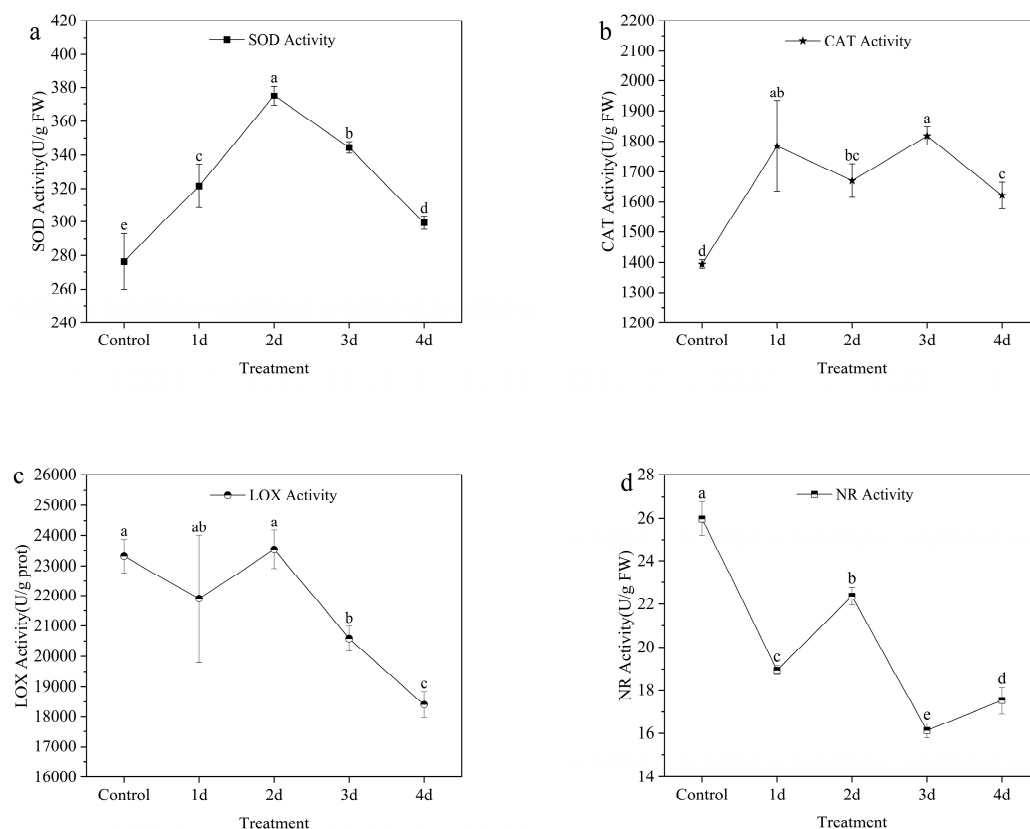 a
SOD Activity
SOD Activity(U/g FW)
420
400
380
360
340
320
300
280
260
240
e
c
a
b
d
Control 1d 2d 3d 4d
Treatment
b
CAT Activity
CAT Activity(U/g FW)
2200
2100
2000
1900
1800
1700
1600
1500
1400
1300
1200
d
ab
bc
a
c
Control 1d 2d 3d 4d
Treatment
c
LOX Activity
LOX Activity(U/g prot)
26000
25000
24000
23000
22000
21000
20000
19000
18000
17000
16000
a
ab
a
b
c
Control 1d 2d 3d 4d
Treatment
d
NR Activity
NR Activity(U/g FW)
28
26
24
22
20
18
16
14
a
c
b
e
d
Control 1d 2d 3d 4d
Treatment